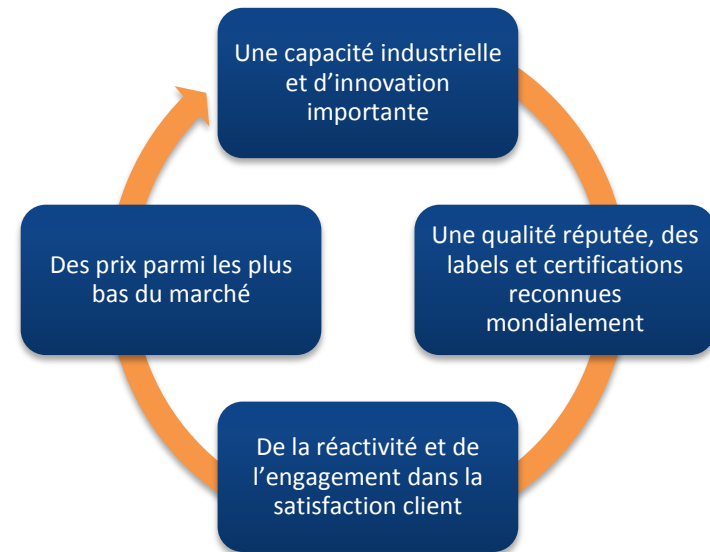 Une capacité industrielle
et d’innovation
importante
Une qualité réputée, des
labels et certifications
reconnues
mondialement
De la réactivité et de
l’engagement dans la
satisfaction client
Des prix parmi les plus
bas du marché